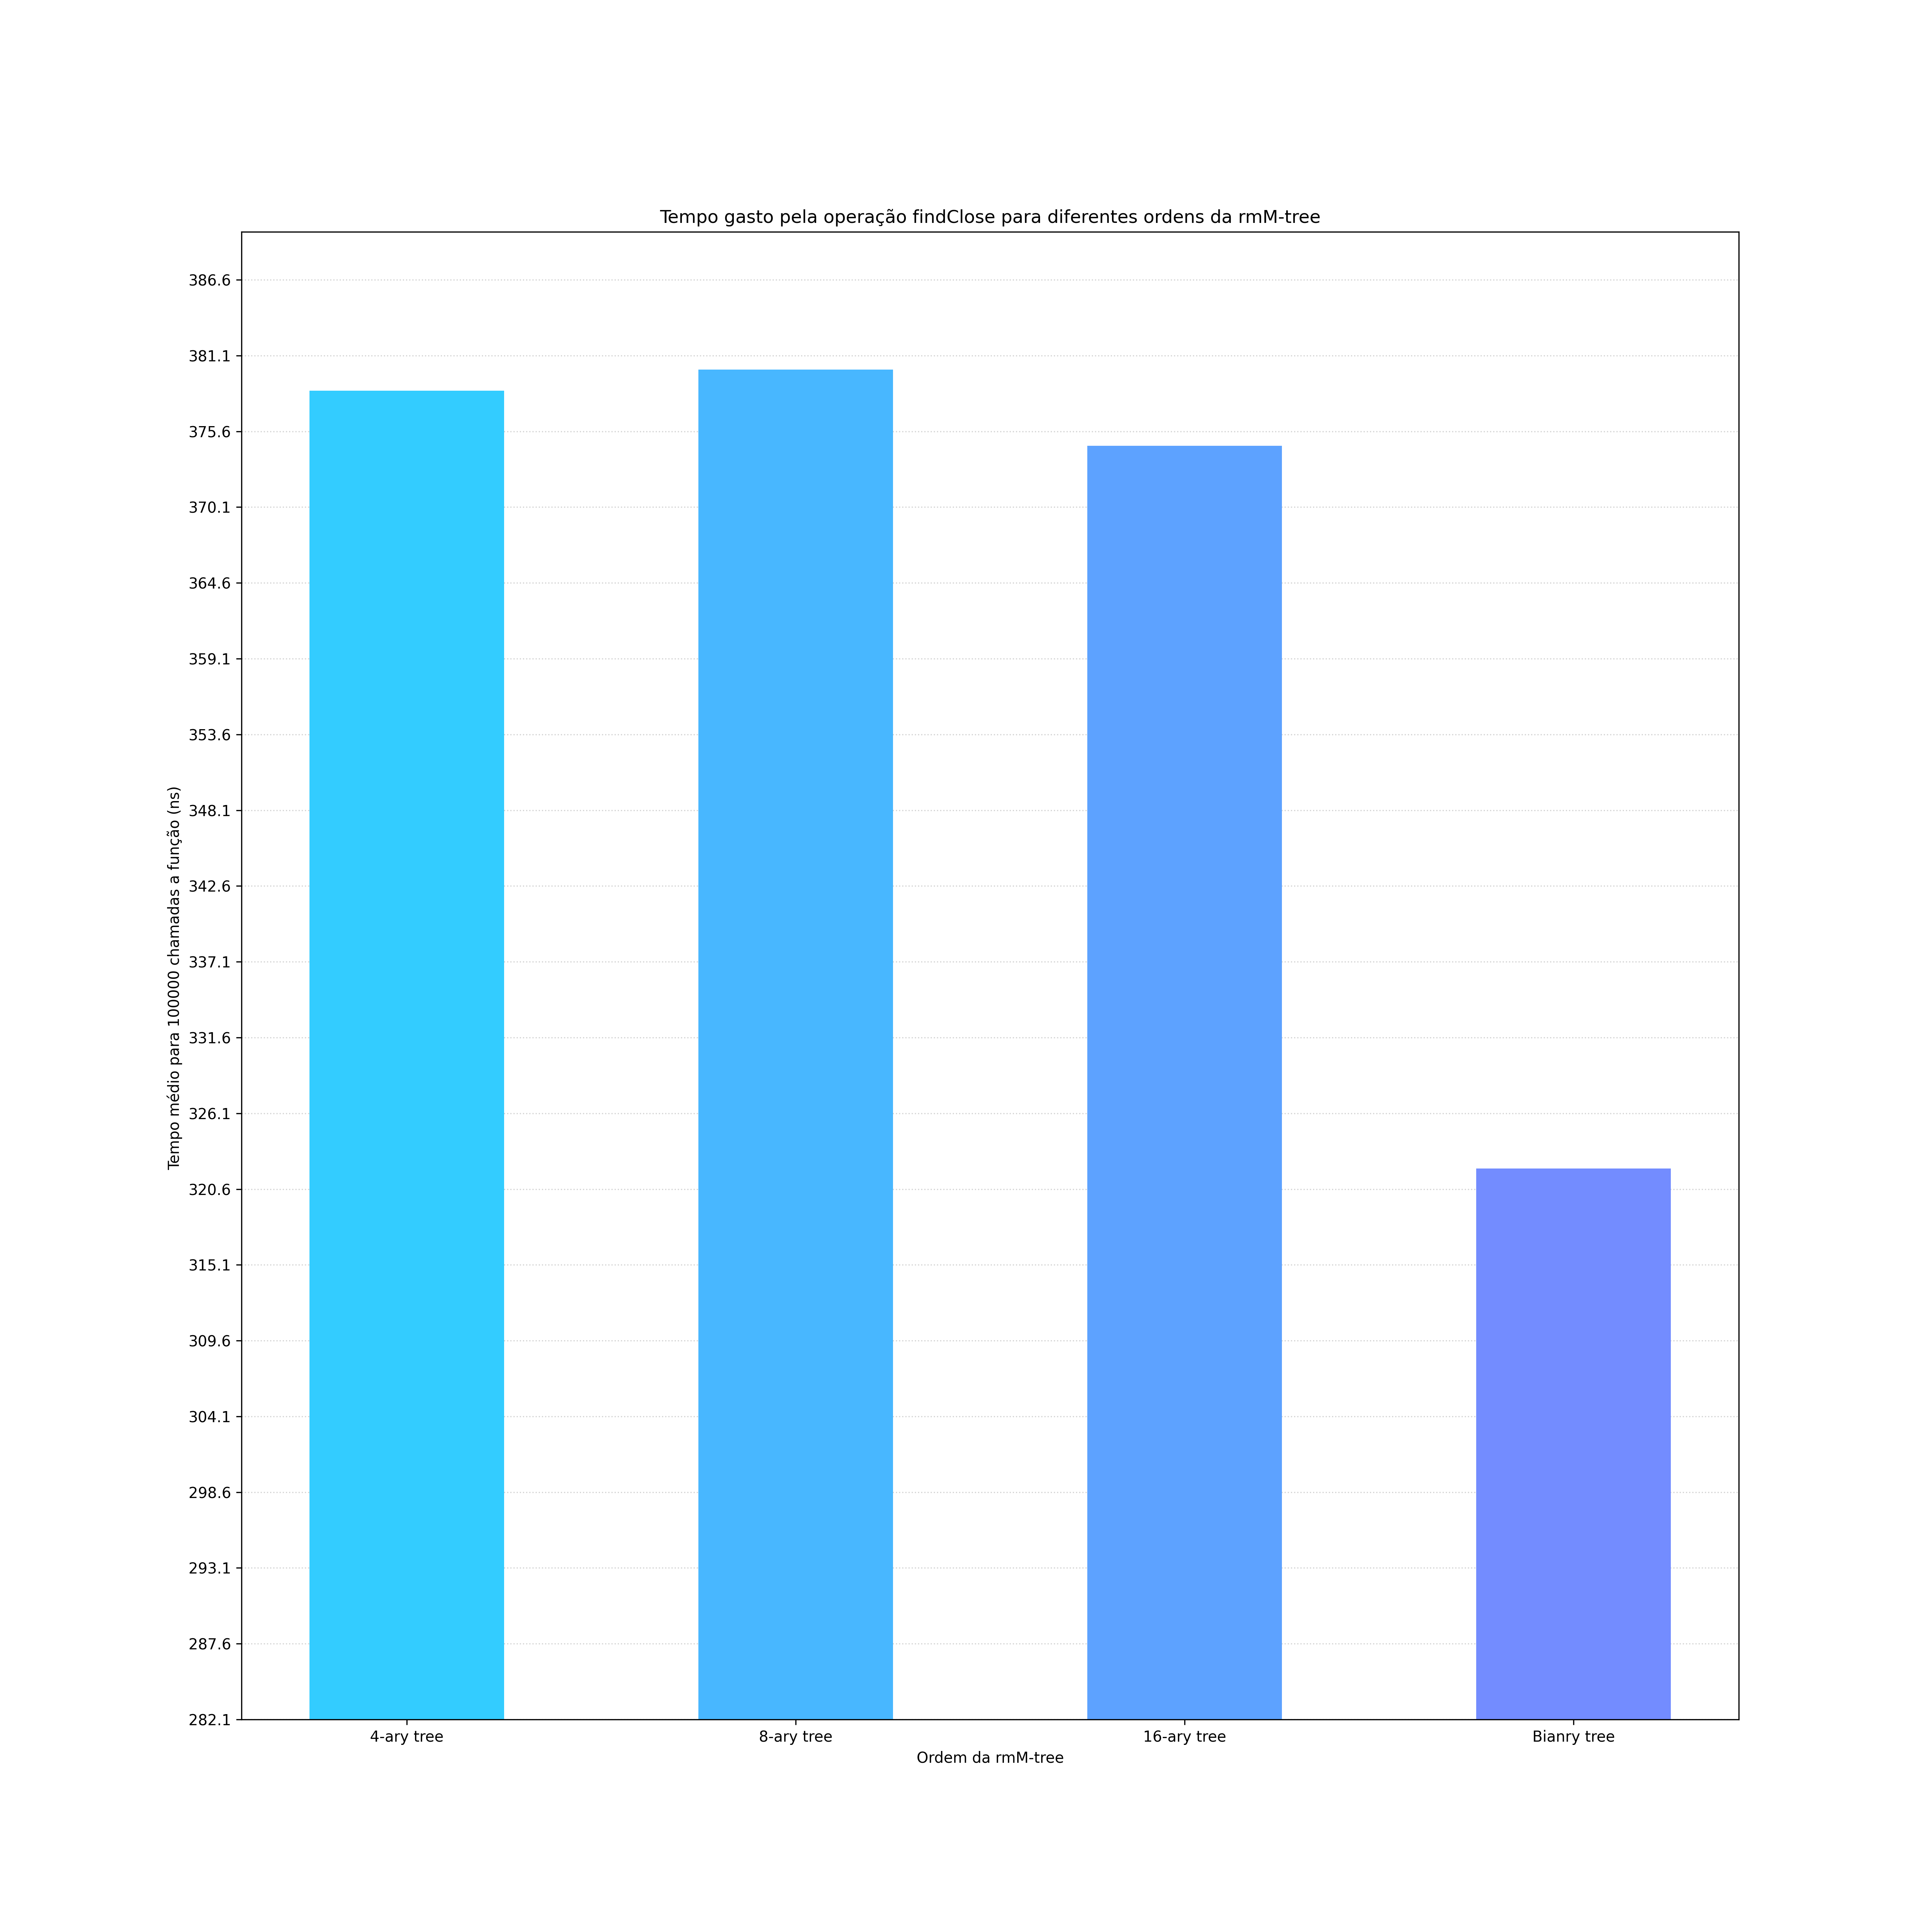 Tempo gasto pela operação findClose para diferentes ordens da rmM-tree
Tempo médio para 100000 chamadas a função (ns)
386.6
381.1
375.6
370.1
364.6
359.1
353.6
348.1
342.6
337.1
331.6
326.1
320.6
315.1
309.6
304.1
298.6
293.1
287.6
282.1
4-ary tree
8-ary tree
16-ary tree
Bianry tree
Ordem da rmM-tree